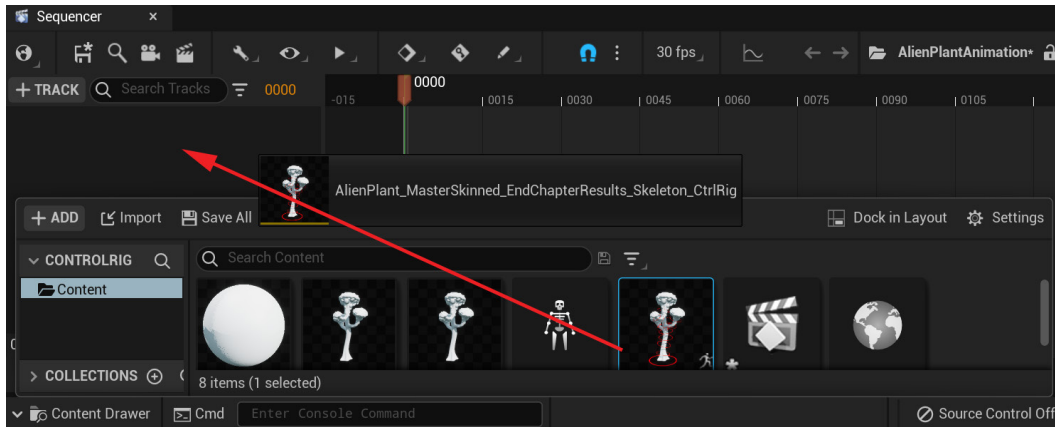 Sequencer ×
30 fps AlienPlantAnimation*
+ TRACK Search Tracks 0000
-015 0000 0015 0030 0045 0060 0075 0090 0105
AlienPlant_MasterSkinned_EndChapterResults_Skeleton_CtrlRig
+ ADD Import Save All Dock in Layout Settings
CONTROLRIG Search Content
Content
COLLECTIONS
8 items (1 selected)
Content Drawer Cmd Enter Console Command Source Control Off